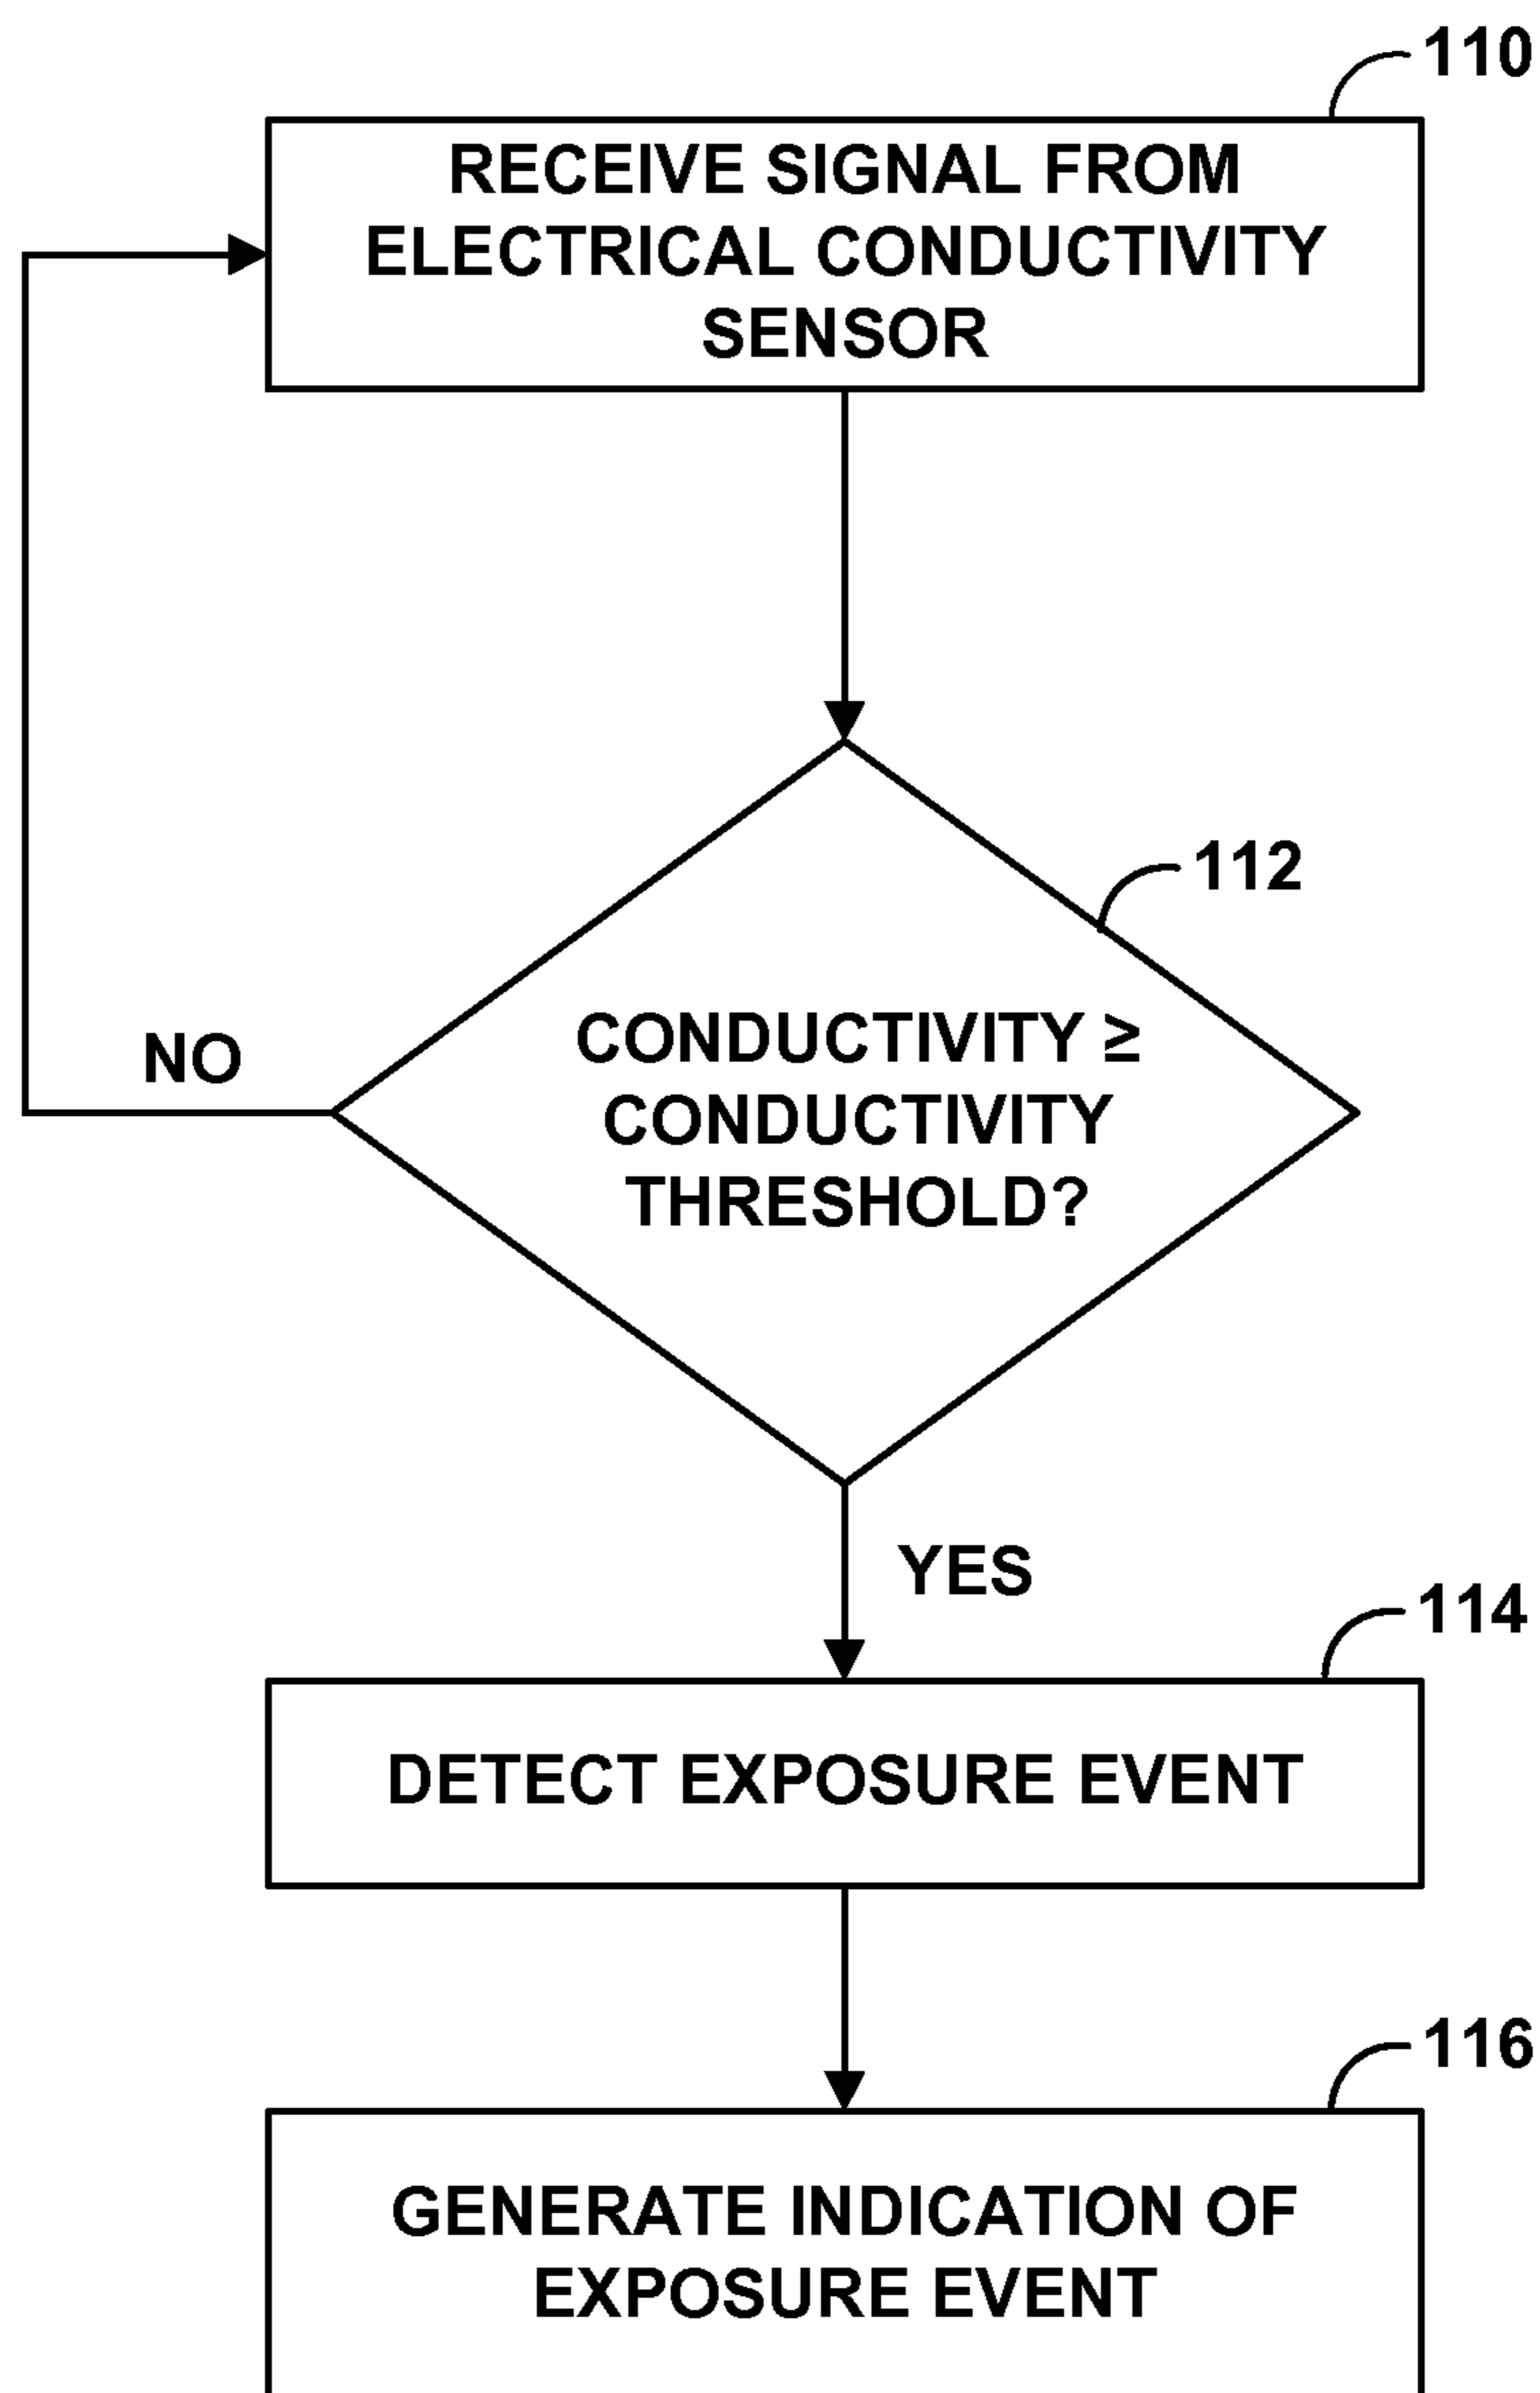 110
RECEIVE SIGNAL FROM
ELECTRICAL CONDUCTIVITY
SENSOR
112
CONDUCTIVITY ≥
CONDUCTIVITY
THRESHOLD?
NO
YES
114
DETECT EXPOSURE EVENT
116
GENERATE INDICATION OF
EXPOSURE EVENT